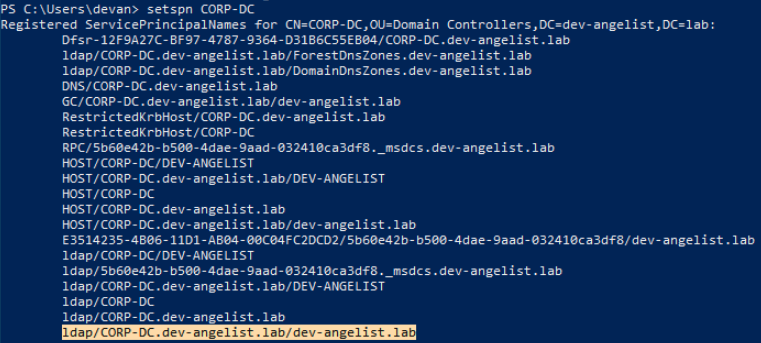 PS C:\Users\devan> setspn CORP-DC
Registered ServicePrincipalNames for CN=CORP-DC,OU=Domain Controllers,DC=dev-angelist,DC=lab:
Dfsr-12F9A27C-BF97-4787-9364-D31B6C55EB04/CORP-DC.dev-angelist.lab
ldap/CORP-DC.dev-angelist.lab/ForestDnsZones.dev-angelist.lab
ldap/CORP-DC.dev-angelist.lab/DomainDnsZones.dev-angelist.lab
DNS/CORP-DC.dev-angelist.lab
GC/CORP-DC.dev-angelist.lab/dev-angelist.lab
RestrictedKrbHost/CORP-DC.dev-angelist.lab
RestrictedKrbHost/CORP-DC
RPC/5b60e42b-b500-4dae-9aad-032410ca3df8._msdcs.dev-angelist.lab
HOST/CORP-DC/DEV-ANGELIST
HOST/CORP-DC.dev-angelist.lab/DEV-ANGELIST
HOST/CORP-DC
HOST/CORP-DC.dev-angelist.lab
HOST/CORP-DC.dev-angelist.lab/dev-angelist.lab
E3514235-4B06-11D1-AB04-00C04FC2DCD2/5b60e42b-b500-4dae-9aad-032410ca3df8/dev-angelist.lab
ldap/CORP-DC/DEV-ANGELIST
ldap/5b60e42b-b500-4dae-9aad-032410ca3df8._msdcs.dev-angelist.lab
ldap/CORP-DC.dev-angelist.lab/DEV-ANGELIST
ldap/CORP-DC
ldap/CORP-DC.dev-angelist.lab
ldap/CORP-DC.dev-angelist.lab/dev-angelist.lab